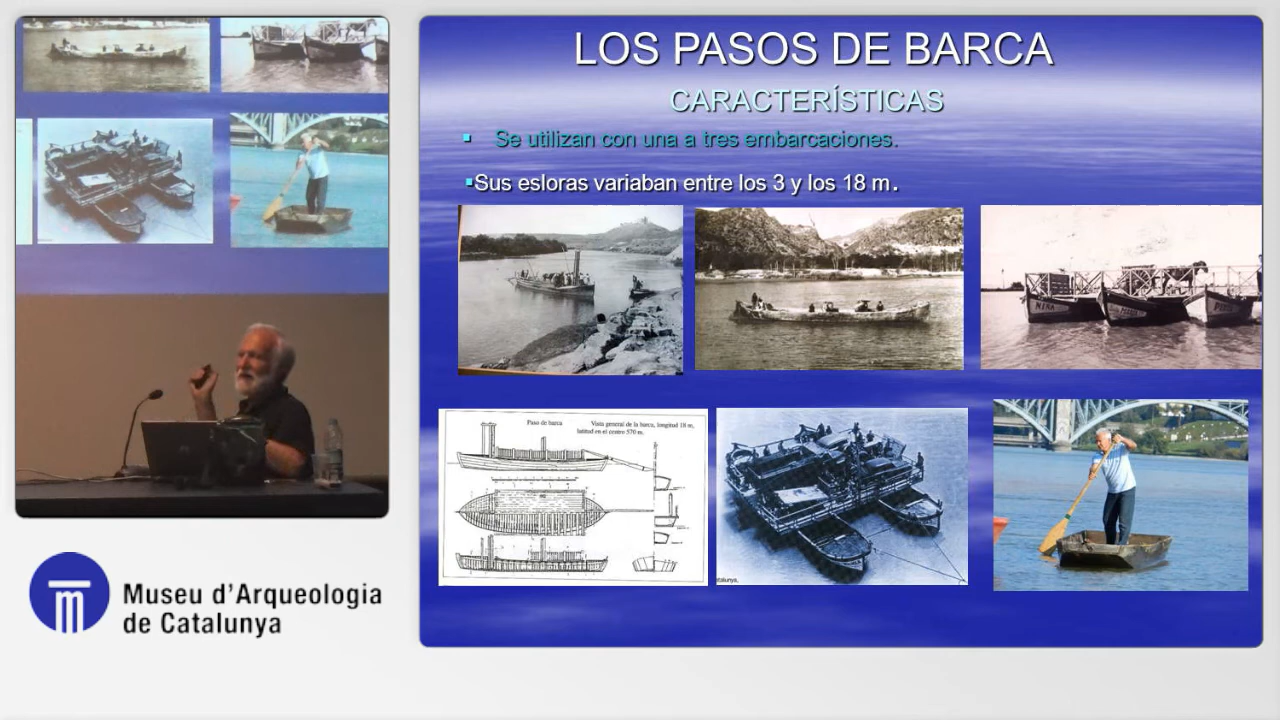 LOS PASOS DE BARCA
CARACTERÍSTICAS
▪ Se utilizan con una a tres embarcaciones.
▪Sus esloras variaban entre los 3 y los 18 m.
Paso de barca
Vista general de la barca, longitud 18 m,
latitud en el centro 570 m.
atalunya,
Museu d'Arqueologia
de Catalunya